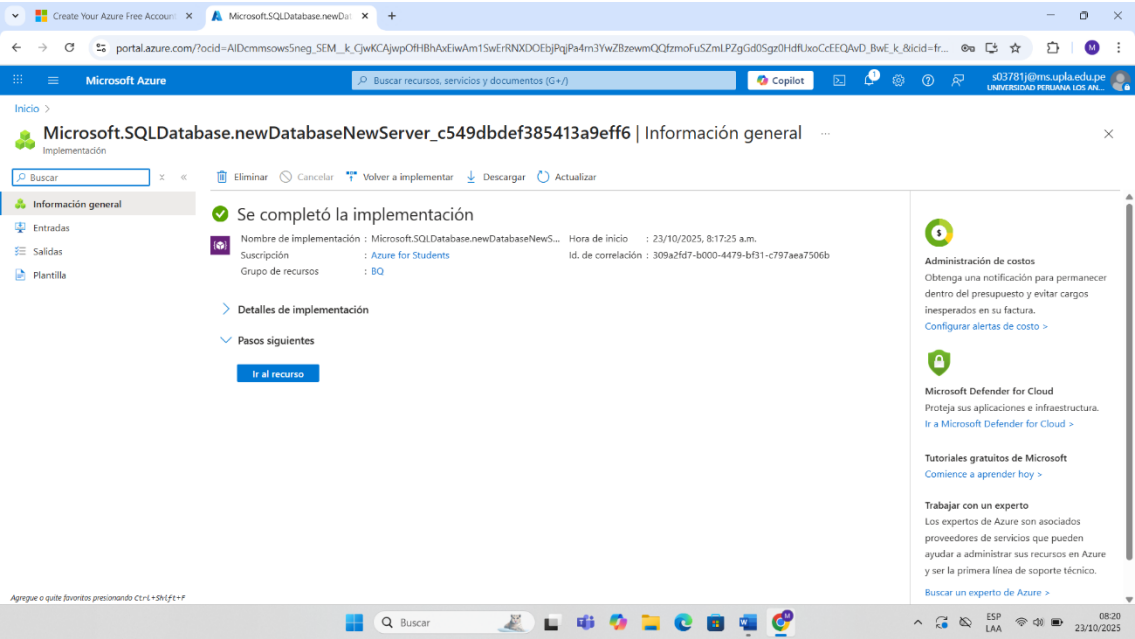 Create Your Azure Free Account
Microsoft.SQLDatabase.newDat
portal.azure.com/?ocid=AIDcmmsows5neg_SEM__k_CjwKCAjwpOfHBhAxEiwAm1SwErRNXDOEbjPqjPa4rn3YwZBzewmQQfzmoFuSZmLPZgGd0Sgz0HdfUxoCcEEQAvD_BwE_k_&icid=fr...
M
Microsoft Azure
Buscar recursos, servicios y documentos (G+/)
Copilot
1
s03781j@ms.upla.edu.pe
UNIVERSIDAD PERUANA LOS AN...
Inicio >
Microsoft.SQLDatabase.newDatabaseNewServer_c549dbdef385413a9eff6 | Información general ...
Implementación
Buscar
Eliminar Cancelar Volver a implementar Descargar Actualizar
Información general
Entradas
Salidas
Plantilla
Se completó la implementación
Nombre de implementación : Microsoft.SQLDatabase.newDatabaseNewS... Hora de inicio : 23/10/2025, 8:17:25 a.m.
Suscripción : Azure for Students Id. de correlación : 309a2fd7-b000-4479-bf31-c797aea7506b
Grupo de recursos : BQ
Detalles de implementación
Pasos siguientes
Ir al recurso
$
Administración de costos
Obtenga una notificación para permanecer
dentro del presupuesto y evitar cargos
inesperados en su factura.
Configurar alertas de costo >
Microsoft Defender for Cloud
Proteja sus aplicaciones e infraestructura.
Ir a Microsoft Defender for Cloud >
Tutoriales gratuitos de Microsoft
Comience a aprender hoy >
Trabajar con un experto
Los expertos de Azure son asociados
proveedores de servicios que pueden
ayudar a administrar sus recursos en Azure
y ser la primera línea de soporte técnico.
Buscar un experto de Azure >
Agregue o quite favoritos presionando Ctrl+Shift+F
Buscar
ESP
LAA
08:20
23/10/2025